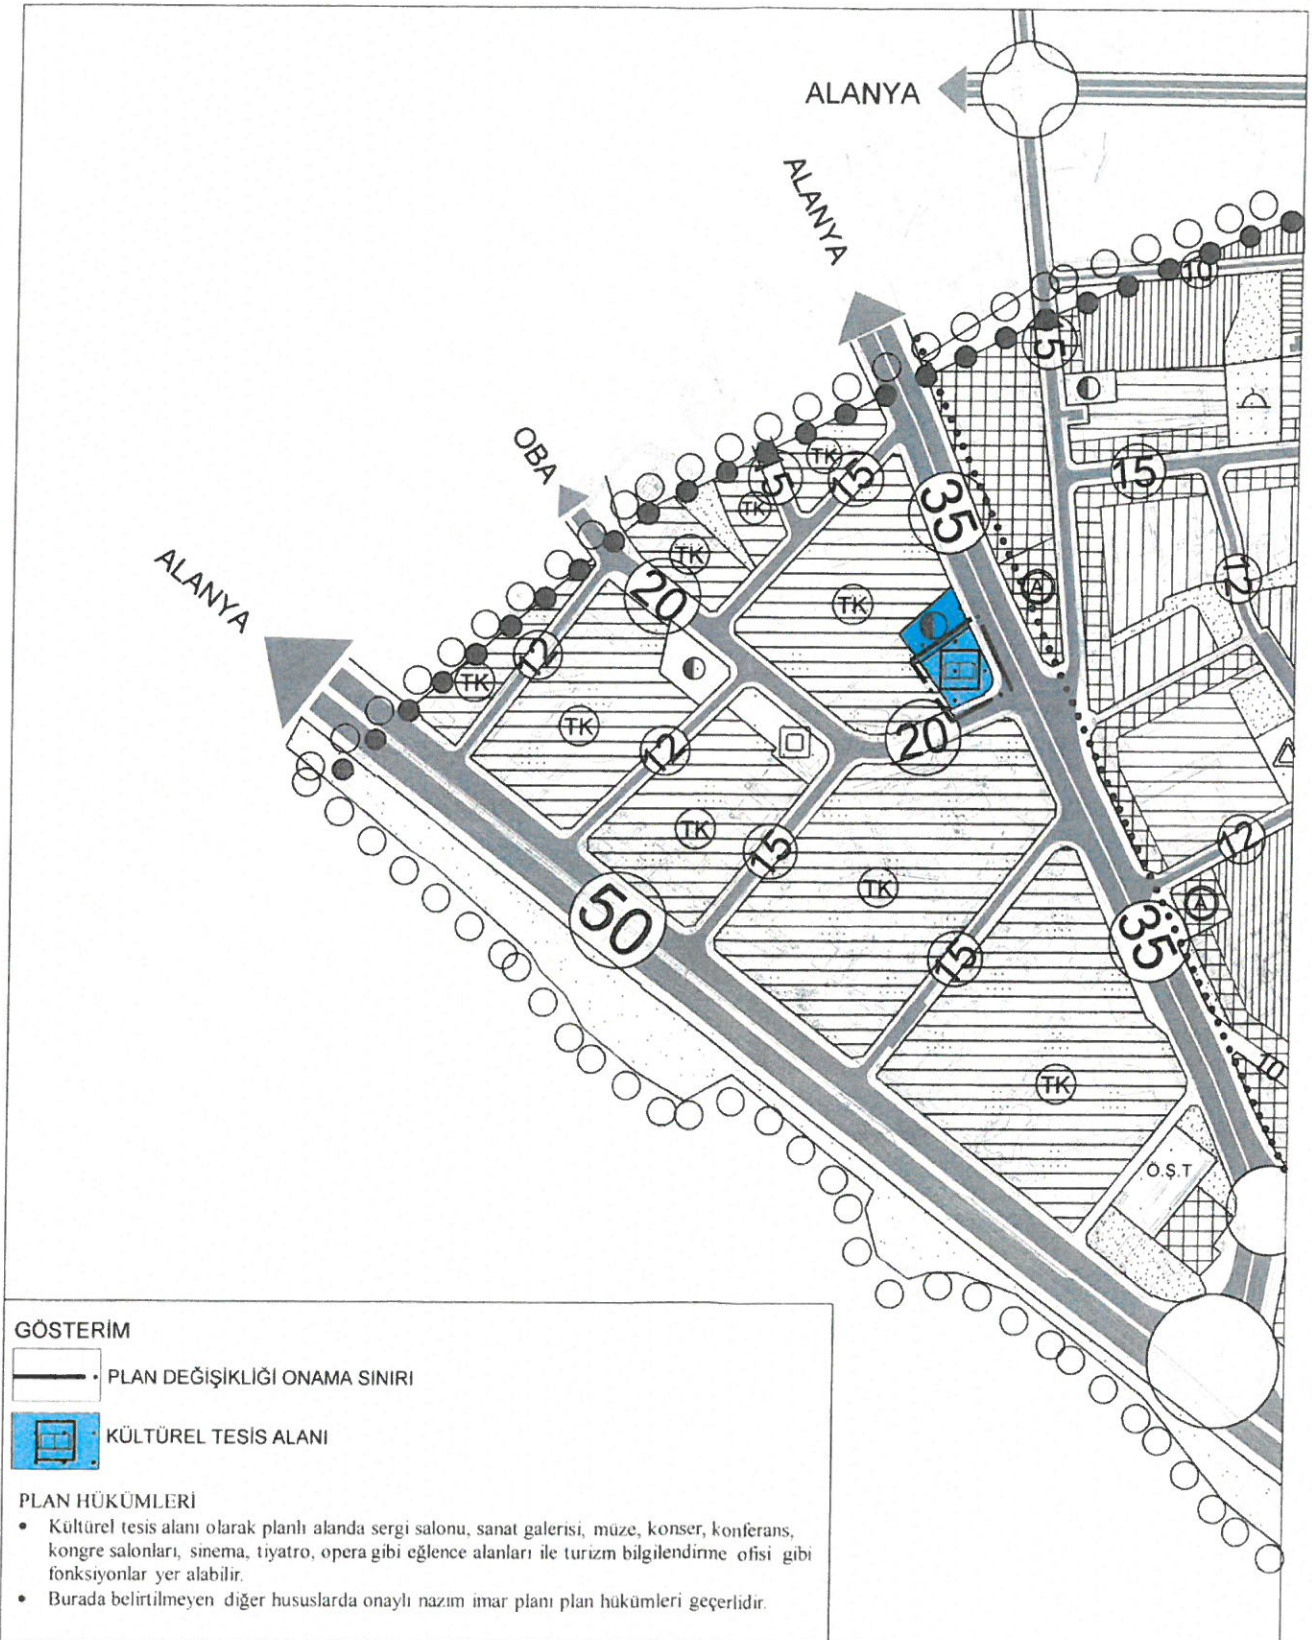 ALANYA
ALANYA
10
15
TK
15
15
15
OBA
TK
35
12
ALANYA
TK
20
A
TK
12
TK
TK
20
12
TK
15
12
TK
A
50
35
15
10
TK
Ö.Ş.T
GÖSTERİM
PLAN DEĞİŞİKLİĞİ ONAMA SINIRI
KÜLTÜREL TESİS ALANI
PLAN HÜKÜMLERİ
• Kültürel tesis alanı olarak planlı alanda sergi salonu, sanat galerisi, müze, konser, konferans,
kongre salonları, sinema, tiyatro, opera gibi eğlence alanları ile turizm bilgilendirme ofisi gibi
fonksiyonlar yer alabilir.
• Burada belirtilmeyen diğer hususlarda onaylı nazım imar planı plan hükümleri geçerlidir.